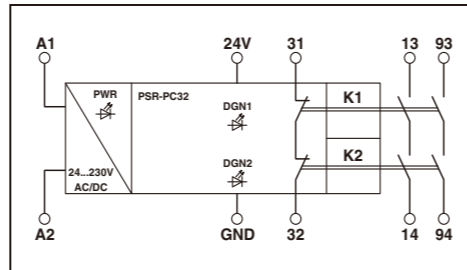 A1 24V 31 13 93
PWR PSR-PC32 K1
DGN1
K2
DGN2
24...230V
AC/DC
A2 GND 32 14 94